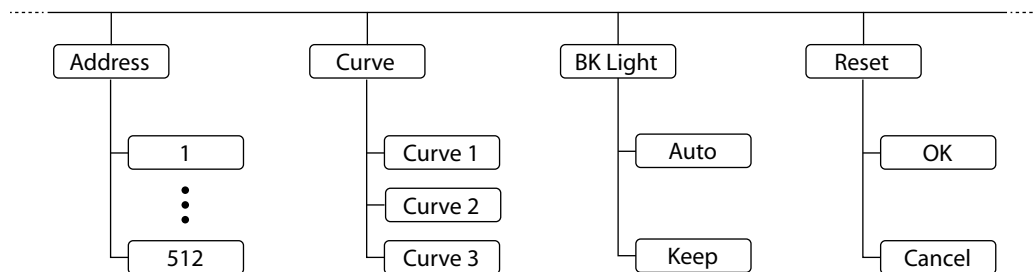 Address
Curve
BK Light
Reset
1
Curve 1
Auto
OK
Curve 2
512
Curve 3
Keep
Cancel